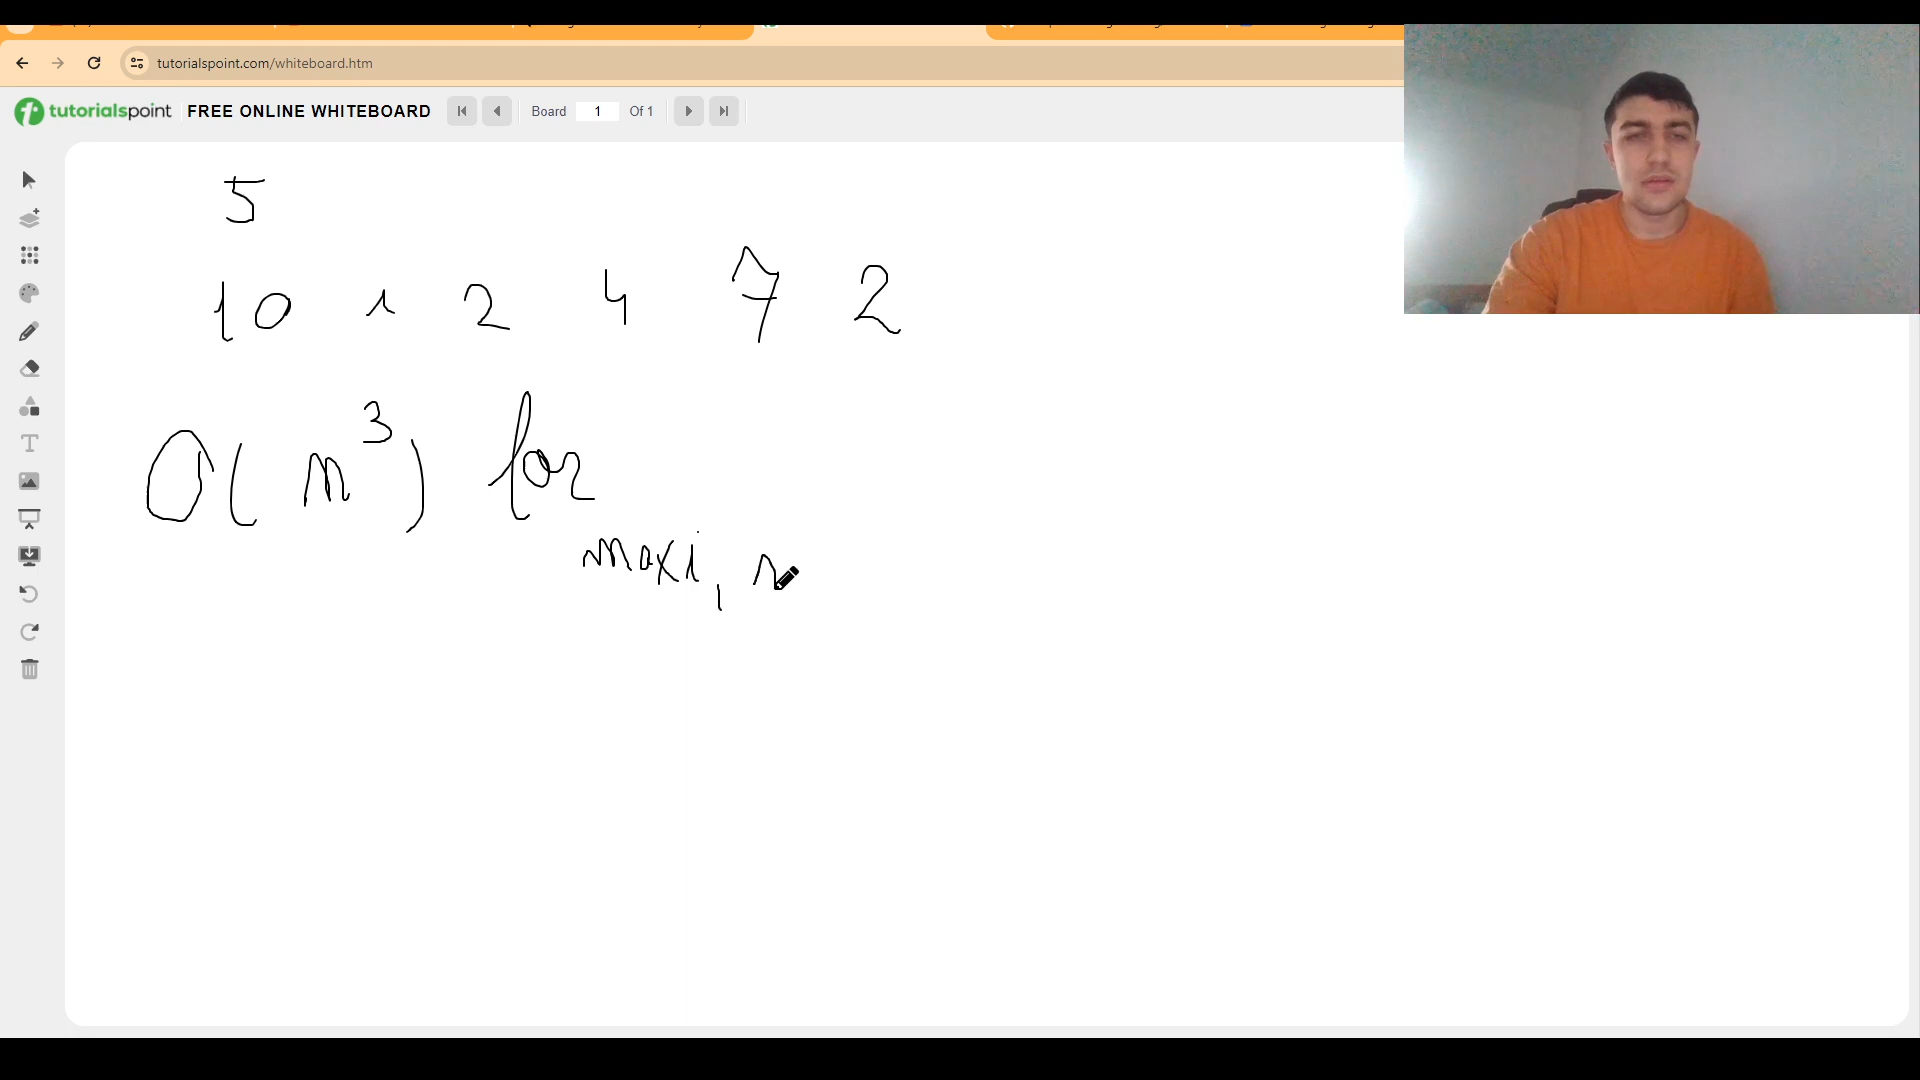 tutorialspoint.com/whiteboard.htm
tutorialspoint FREE ONLINE WHITEBOARD Board 1 Of 1
5
10 1 2 4 7 2
O(n³) for
maxi,